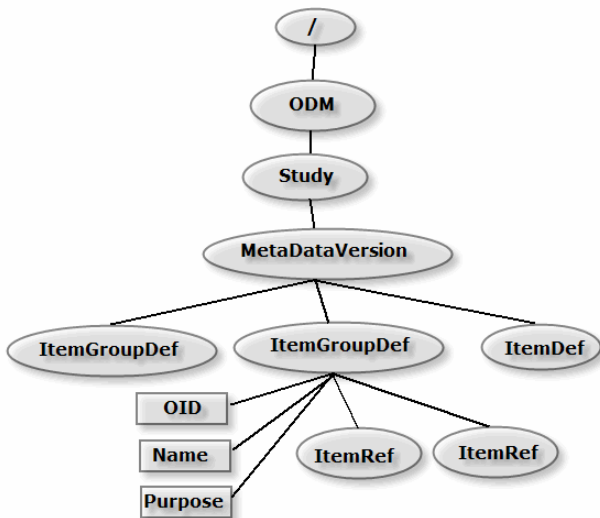 /
ODM
Study
MetaDataVersion
ItemGroupDef
ItemGroupDef
ItemDef
OID
Name
Purpose
ItemRef
ItemRef